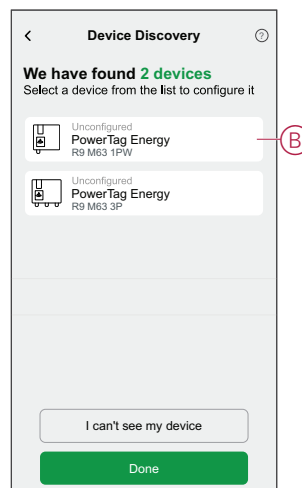 Device Discovery
We have found 2 devices
Select a device from the list to configure it
Unconfigured
PowerTag Energy
R9 M63 1PW
B
Unconfigured
PowerTag Energy
R9 M63 3P
I can't see my device
Done